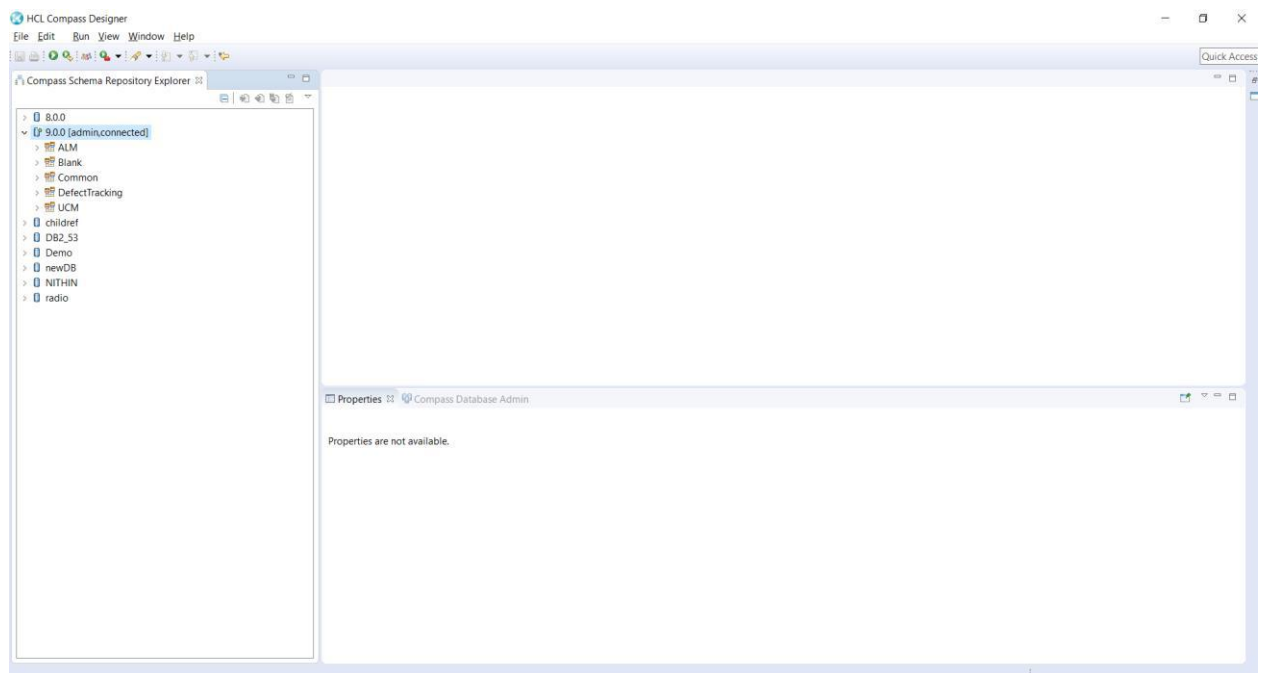 HCL Compass Designer
File Edit Run View Window Help
Quick Access
Compass Schema Repository Explorer
8.0.0
9.0.0 [admin,connected]
ALM
Blank
Common
DefectTracking
UCM
childref
DB2_53
Demo
newDB
NITHIN
radio
Properties Compass Database Admin
Properties are not available.